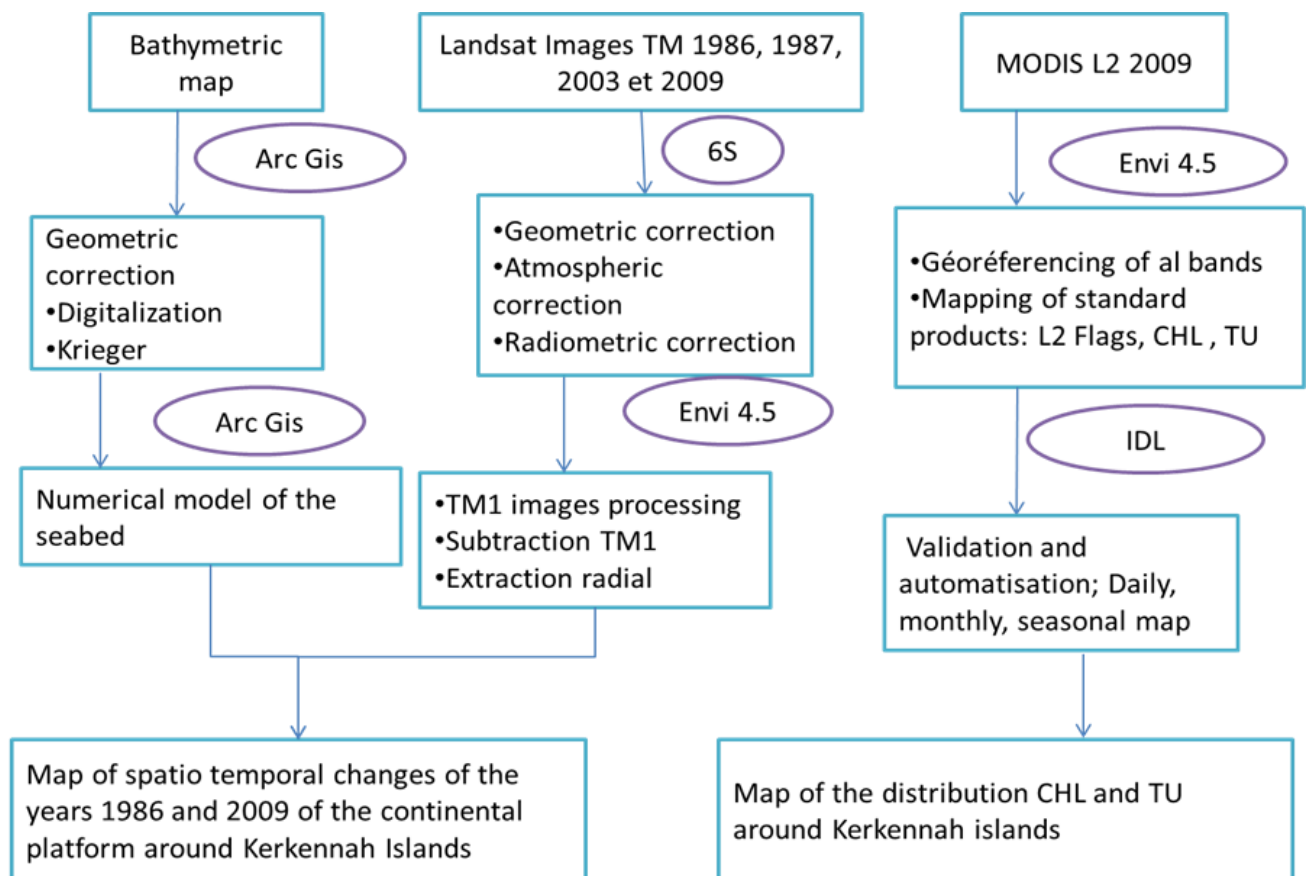 Bathymetric
map
Landsat Images TM 1986, 1987,
2003 et 2009
MODIS L2 2009
Arc Gis
6S
Envi 4.5
Geometric
correction
•Digitalization
•Krieger
•Geometric correction
•Atmospheric
correction
•Radiometric correction
•Géoréferencing of al bands
•Mapping of standard
products: L2 Flags, CHL , TU
Arc Gis
Envi 4.5
IDL
Numerical model of the
seabed
•TM1 images processing
•Subtraction TM1
•Extraction radial
Validation and
automatisation; Daily,
monthly, seasonal map
Map of spatio temporal changes of the
years 1986 and 2009 of the continental
platform around Kerkennah Islands
Map of the distribution CHL and TU
around Kerkennah islands